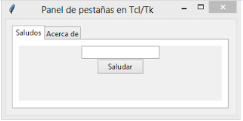 Panel de pestañas en Tcl/Tk
Saludos Acerca de
Saludar